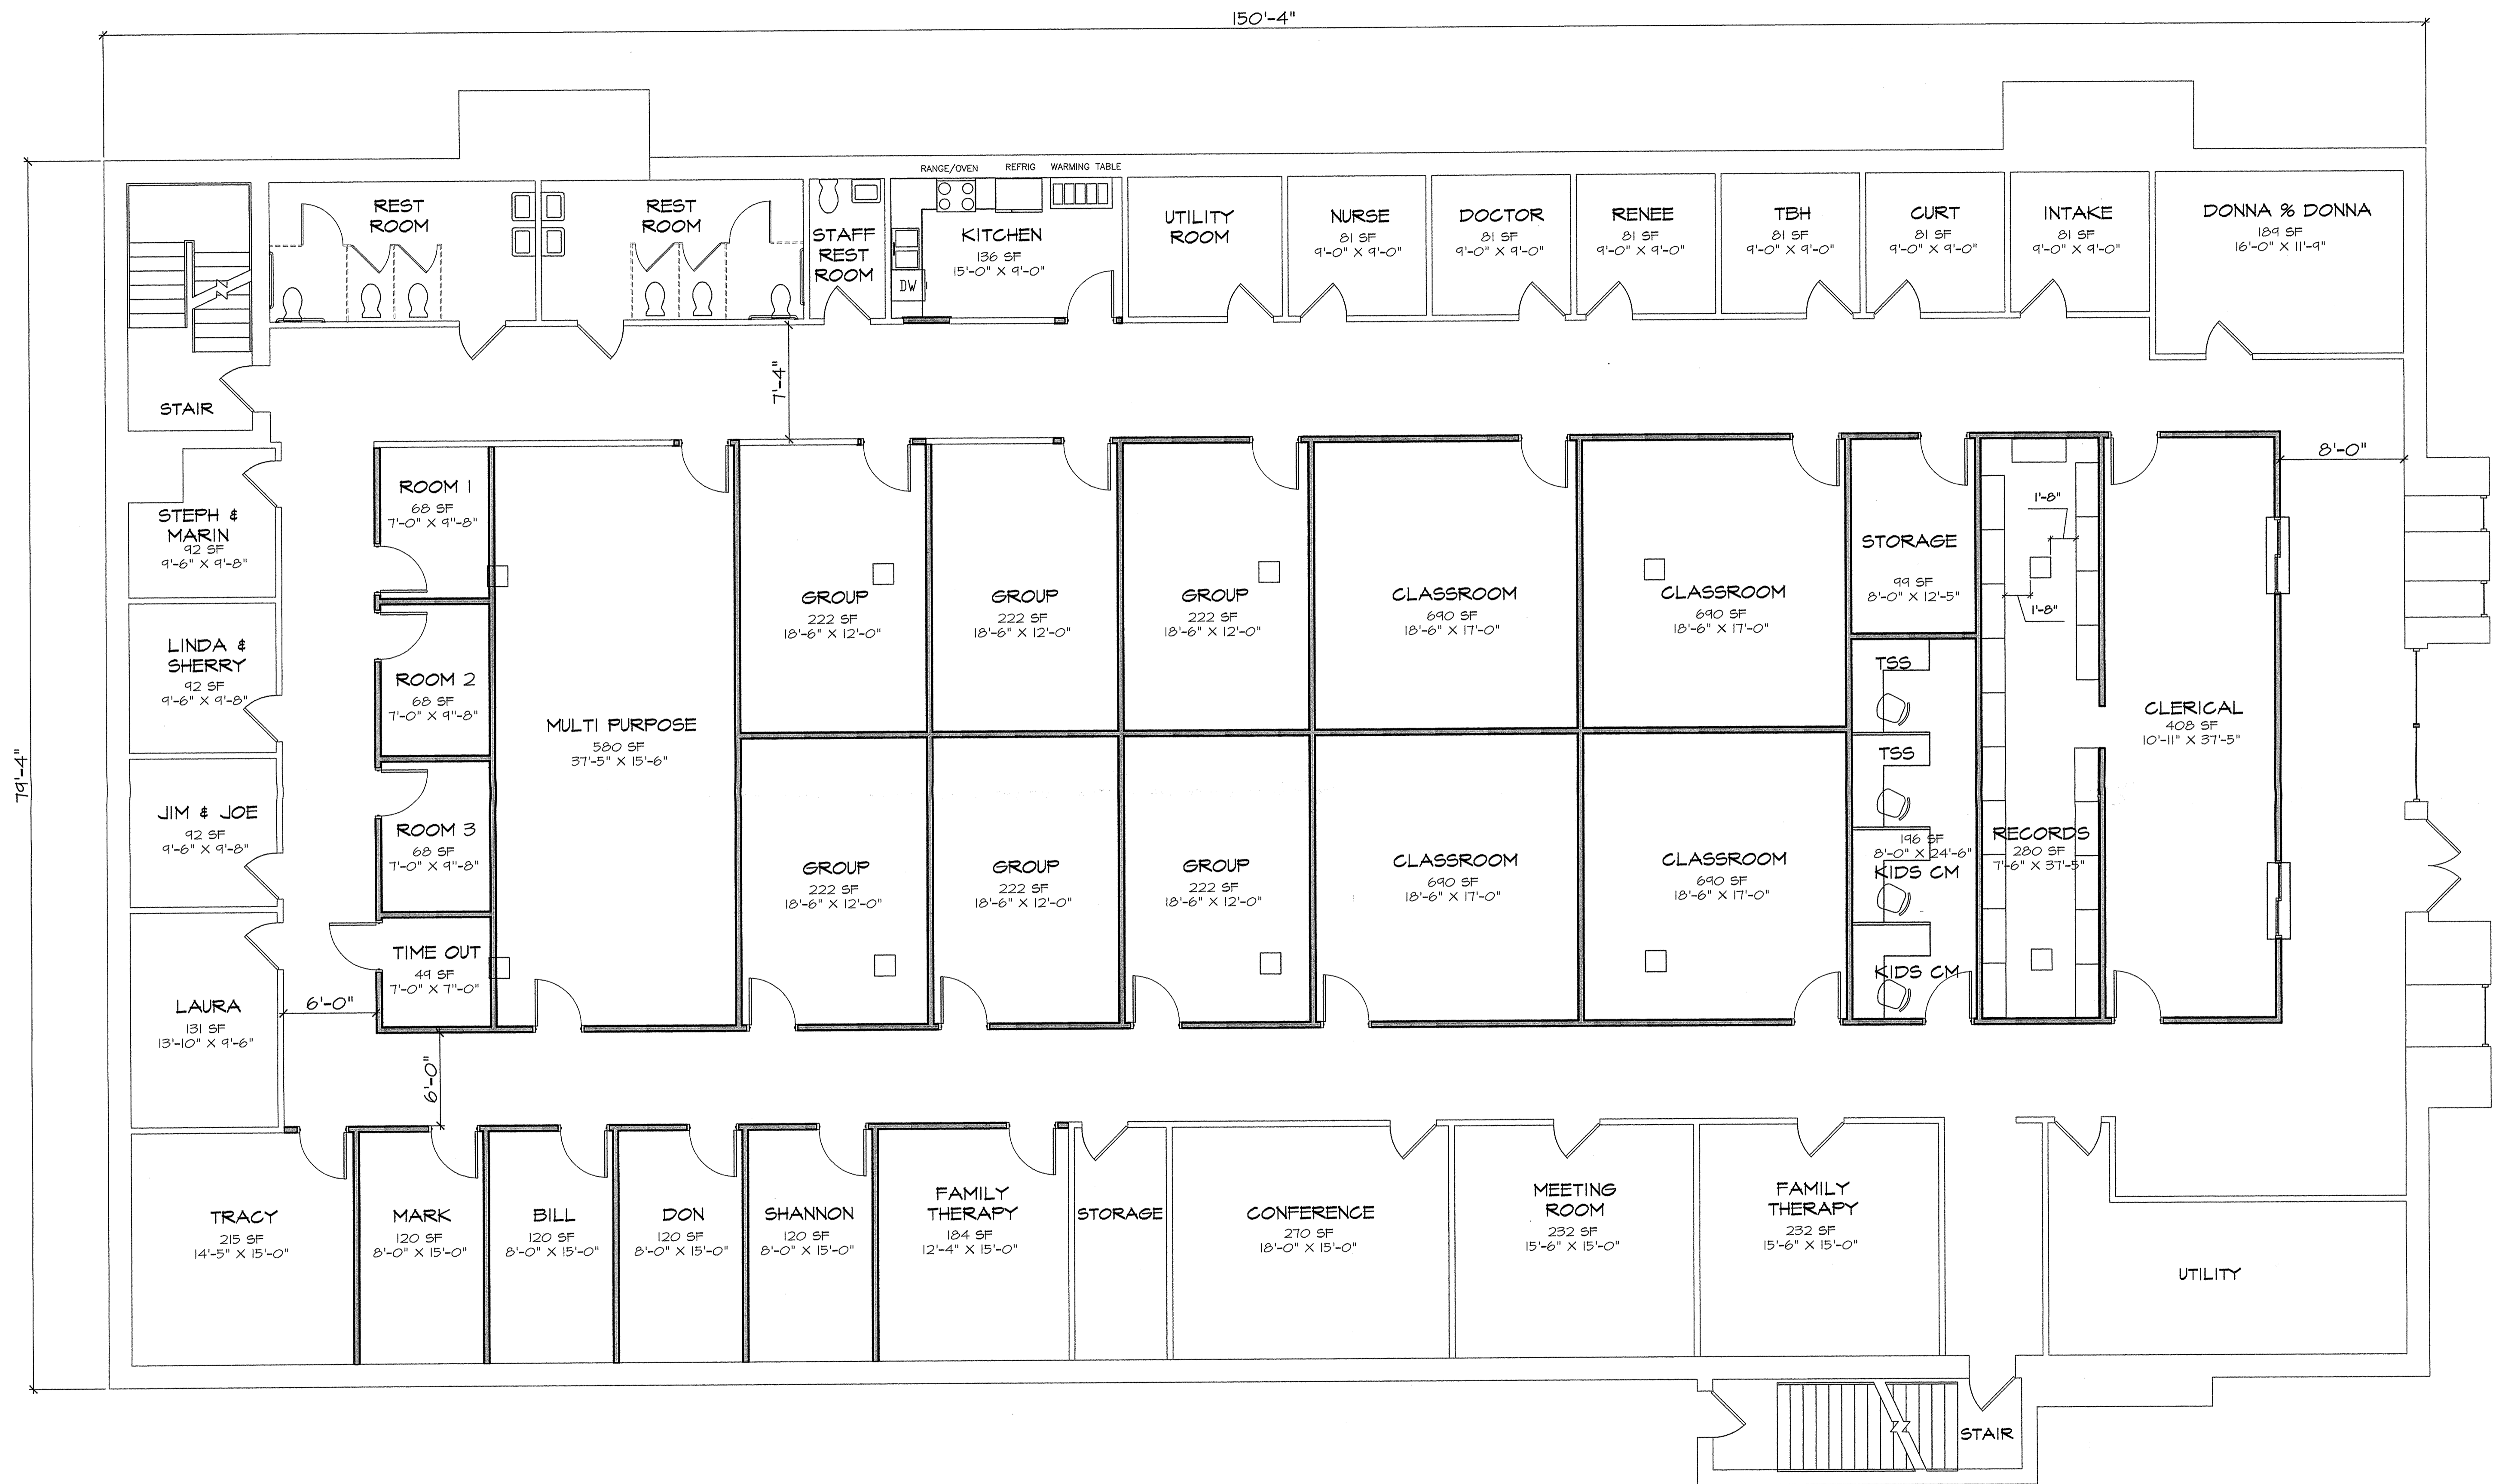 150'-4"
RANGE/OVEN
REFRIG
WARMING TABLE
REST
ROOM
REST
ROOM
STAFF
REST
ROOM
KITCHEN
136 SF
15'-0" X 9'-0"
DW
UTILITY
ROOM
NURSE
81 SF
9'-0" X 9'-0"
DOCTOR
81 SF
9'-0" X 9'-0"
RENEE
81 SF
9'-0" X 9'-0"
TBH
81 SF
9'-0" X 9'-0"
CURT
81 SF
9'-0" X 9'-0"
INTAKE
81 SF
9'-0" X 9'-0"
DONNA % DONNA
189 SF
16'-0" X 11'-9"
STAIR
7'-4"
8'-0"
79'-4"
STEPH &
MARIN
92 SF
9'-6" X 9'-8"
LINDA &
SHERRY
92 SF
9'-6" X 9'-8"
JIM & JOE
92 SF
9'-6" X 9'-8"
LAURA
131 SF
13'-10" X 9'-6"
ROOM 1
68 SF
7'-0" X 9''-8"
ROOM 2
68 SF
7'-0" X 9''-8"
ROOM 3
68 SF
7'-0" X 9''-8"
TIME OUT
49 SF
7'-0" X 7''-0"
6'-0"
6'-0"
MULTI PURPOSE
580 SF
37'-5" X 15'-6"
GROUP
222 SF
18'-6" X 12'-0"
GROUP
222 SF
18'-6" X 12'-0"
GROUP
222 SF
18'-6" X 12'-0"
CLASSROOM
690 SF
18'-6" X 17'-0"
CLASSROOM
690 SF
18'-6" X 17'-0"
STORAGE
99 SF
8'-0" X 12'-5"
1'-8"
1'-8"
TSS
TSS
196 SF
8'-0" X 24'-6"
KIDS CM
KIDS CM
RECORDS
280 SF
7'-6" X 37'-5"
CLERICAL
408 SF
10'-11" X 37'-5"
GROUP
222 SF
18'-6" X 12'-0"
GROUP
222 SF
18'-6" X 12'-0"
GROUP
222 SF
18'-6" X 12'-0"
CLASSROOM
690 SF
18'-6" X 17'-0"
CLASSROOM
690 SF
18'-6" X 17'-0"
TRACY
215 SF
14'-5" X 15'-0"
MARK
120 SF
8'-0" X 15'-0"
BILL
120 SF
8'-0" X 15'-0"
DON
120 SF
8'-0" X 15'-0"
SHANNON
120 SF
8'-0" X 15'-0"
FAMILY
THERAPY
184 SF
12'-4" X 15'-0"
STORAGE
CONFERENCE
270 SF
18'-0" X 15'-0"
MEETING
ROOM
232 SF
15'-6" X 15'-0"
FAMILY
THERAPY
232 SF
15'-6" X 15'-0"
UTILITY
STAIR